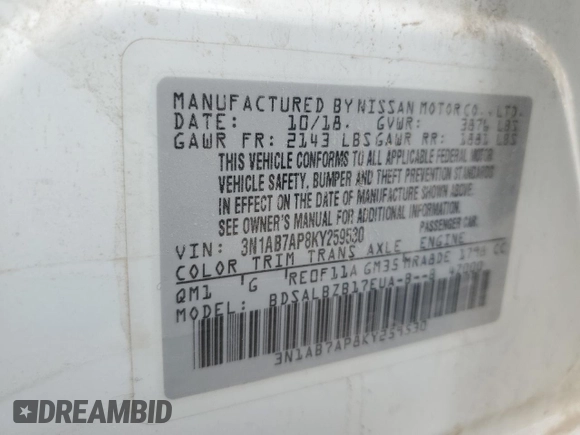 MANUFACTURED BY NISSAN MOTOR CO., LTD.
DATE: 10/18. GVWR: 3876 LBS
GAWR FR: 2143 LBS GAWR RR: 1881 LBS
THIS VEHICLE CONFORMS TO ALL APPLICABLE FEDERAL MOTOR
VEHICLE SAFETY, BUMPER AND THEFT PREVENTION STANDARDS
IN EFFECT ON THE DATE OF MANUFACTURE SHOWN ABOVE.
SEE OWNER'S MANUAL FOR ADDITIONAL INFORMATION.
VIN: 3N1AB7AP8KY259530 PASSENGER CAR
COLOR TRIM TRANS AXLE ENGINE
QM1 G RE0F11A GM35 MRA8DE 1798 CC
BDSALBZB17EUA-B--B
3N1AB7AP8KY259530
DREAMBID